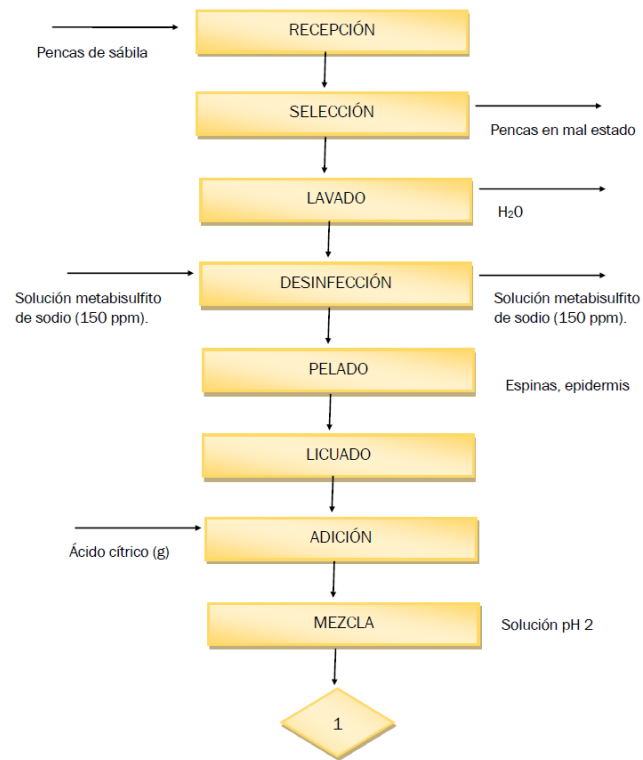 RECEPCIÓN
Pencas de sábila
SELECCIÓN
Pencas en mal estado
LAVADO
H₂0
DESINFECCIÓN
Solución metabisulfito
de sodio (150 ppm).
Solución metabisulfito
de sodio (150 ppm).
PELADO
Espinas, epidermis
LICUADO
ADICIÓN
Ácido cítrico (g)
MEZCLA
Solución pH 2
1